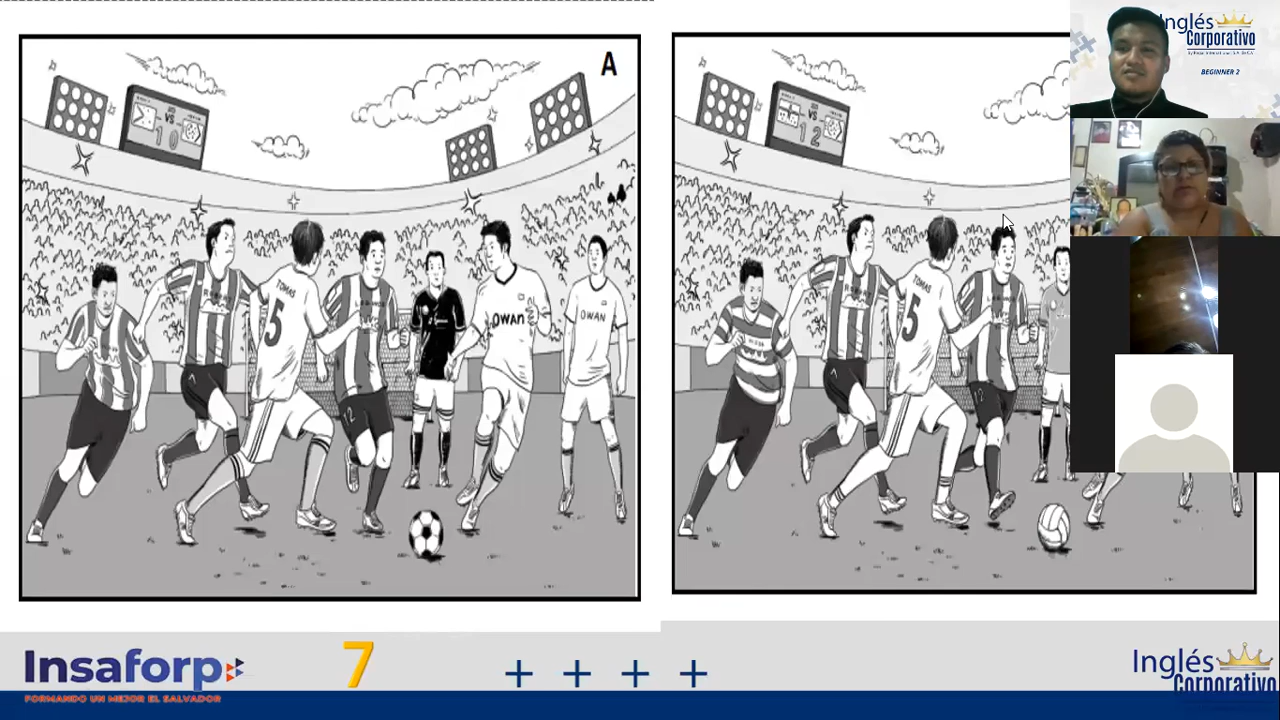 A
VS
1 0
TOMAS
5
OWAN
OWAN
12
VS
1 2
TOMAS
5
Inglés
Corporativo
BEGINNER 2
Insaforp
FORMANDO UN MEJOR EL SALVADOR
7
Inglés
Corporativo